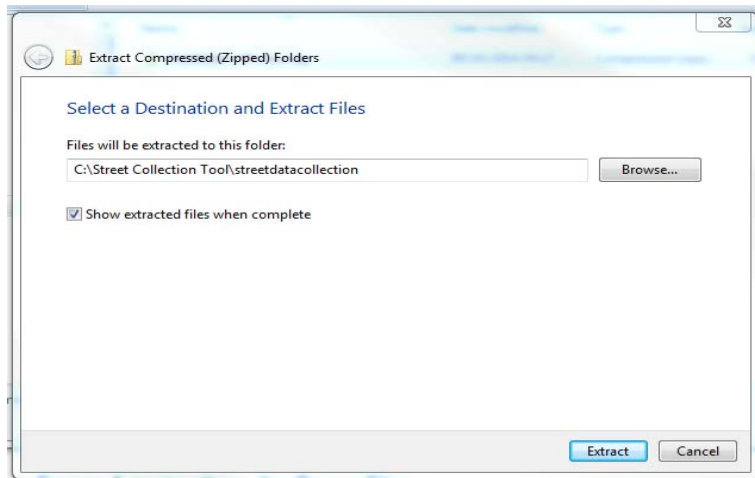 Extract Compressed (Zipped) Folders
Select a Destination and Extract Files
Files will be extracted to this folder:
C:\Street Collection Tool\streetdatacollection
Browse...
Show extracted files when complete
Extract
Cancel